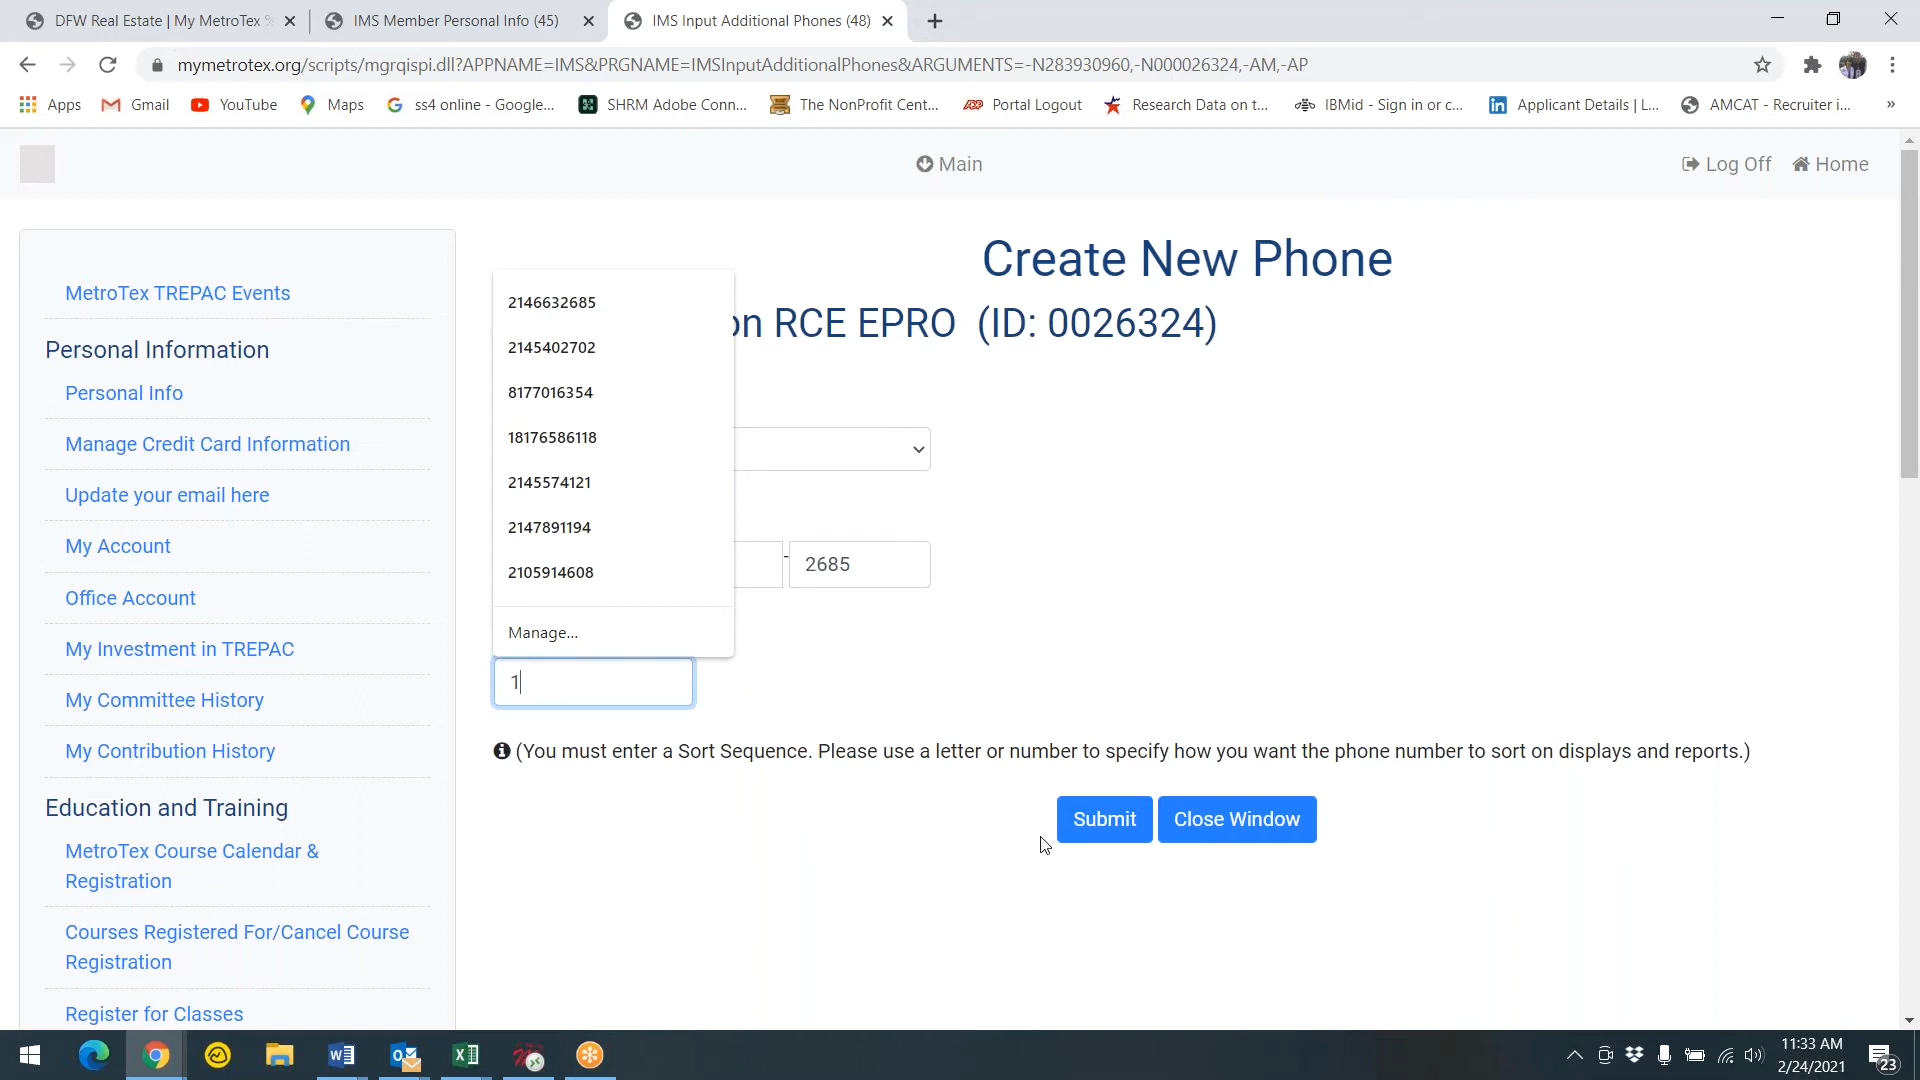 DFW Real Estate | My MetroTex
IMS Member Personal Info (45)
IMS Input Additional Phones (48)
mymetrotex.org/scripts/mgrqispi.dll?APPNAME=IMS&PRGNAME=IMSInputAdditionalPhones&ARGUMENTS=-N283930960,-N000026324,-AM,-AP
Apps
Gmail
YouTube
Maps
ss4 online - Google...
SHRM Adobe Conn...
The NonProfit Cent...
Portal Logout
Research Data on t...
IBMid - Sign in or c...
Applicant Details | L...
AMCAT - Recruiter i...
»
Main
Log Off
Home
MetroTex TREPAC Events
Personal Information
Personal Info
Manage Credit Card Information
Update your email here
My Account
Office Account
My Investment in TREPAC
My Committee History
My Contribution History
Education and Training
MetroTex Course Calendar &
Registration
Courses Registered For/Cancel Course
Registration
Register for Classes
Create New Phone
on RCE EPRO (ID: 0026324)
2146632685
2145402702
8177016354
18176586118
2145574121
2147891194
2105914608
Manage...
- 2685
1
(You must enter a Sort Sequence. Please use a letter or number to specify how you want the phone number to sort on displays and reports.)
Submit
Close Window
11:33 AM
2/24/2021
23